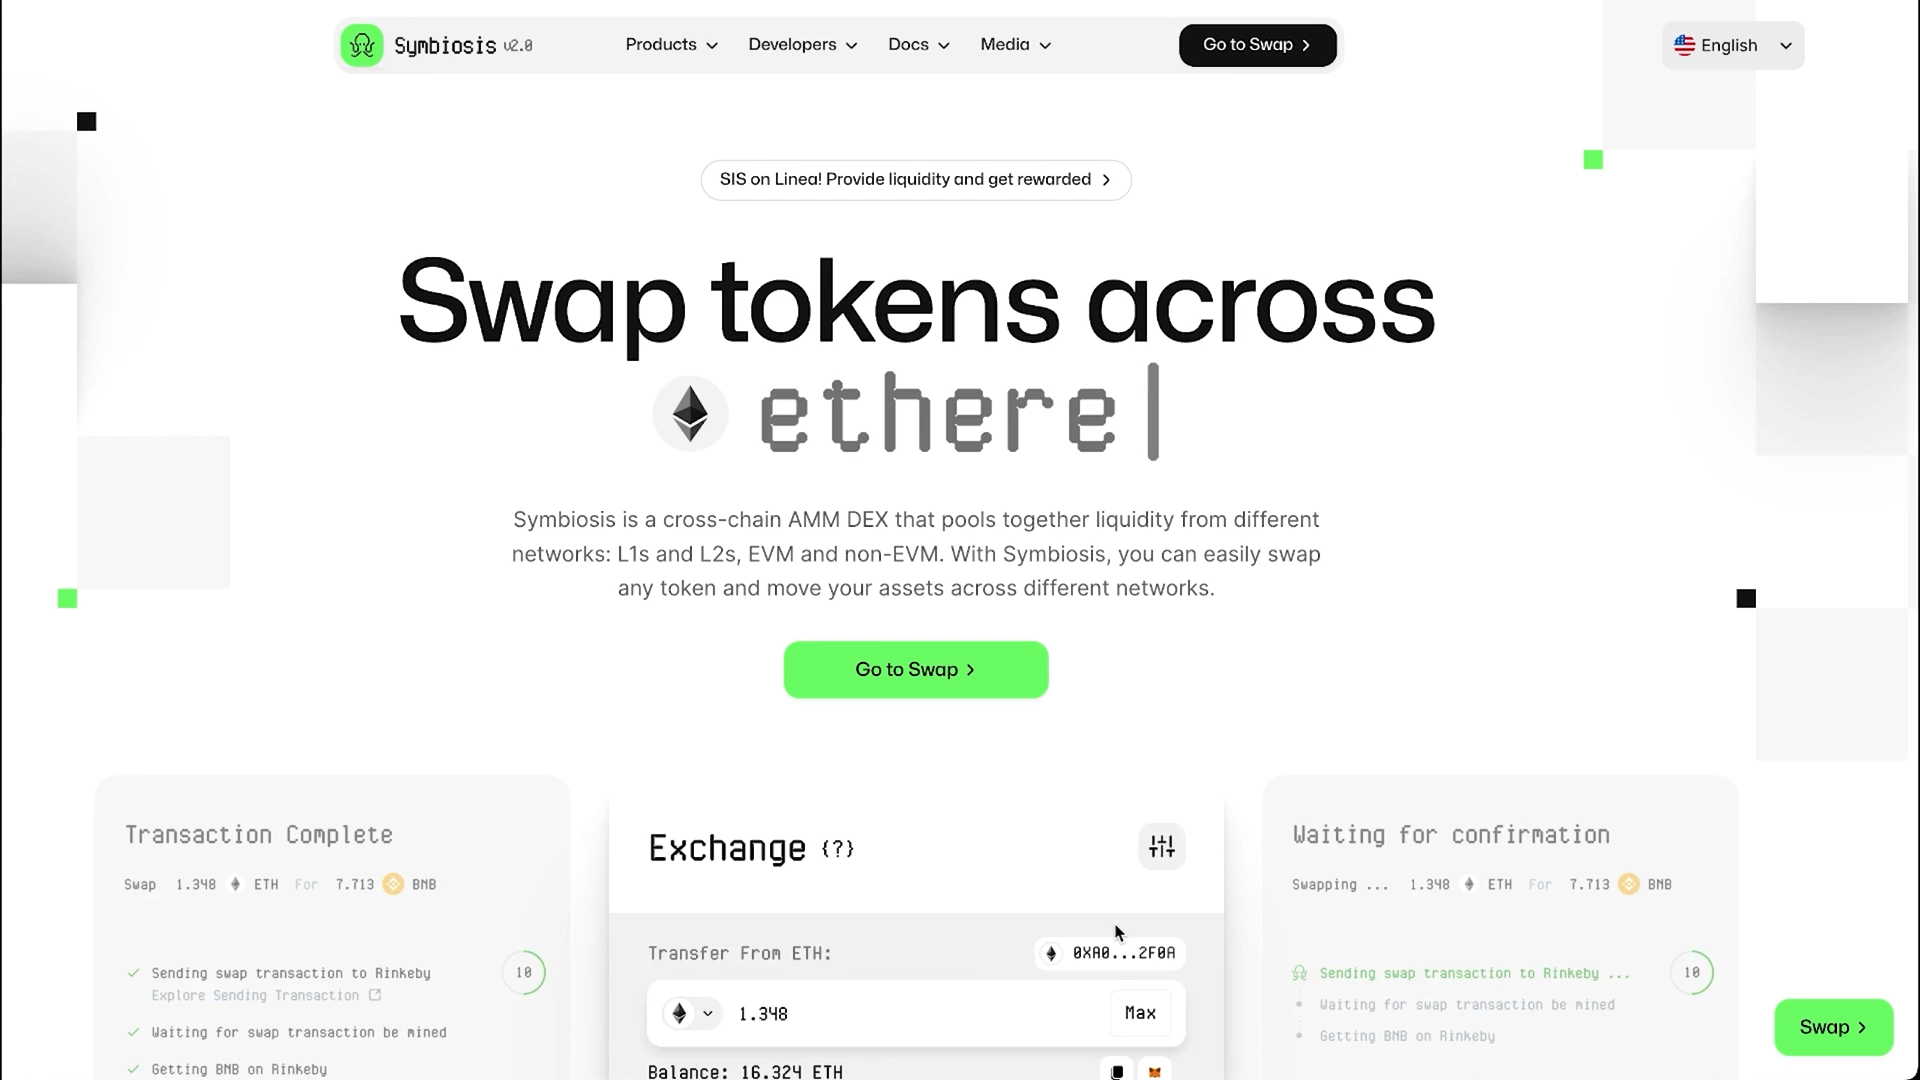 Symbiosis v2.0
Products
Developers
Docs
Media
Go to Swap
English
SIS on Linea! Provide liquidity and get rewarded
Swap tokens across
ethere
Symbiosis is a cross-chain AMM DEX that pools together liquidity from different
networks: L1s and L2s, EVM and non-EVM. With Symbiosis, you can easily swap
any token and move your assets across different networks.
Go to Swap
Transaction Complete
Swap 1.348 ETH For 7.713 BNB
10
Sending swap transaction to Rinkeby
Explore Sending Transaction
Waiting for swap transaction be mined
Getting BNB on Rinkeby
Exchange {?}
Transfer From ETH:
0XA0...2F0A
1.348
Max
Balance: 16.324 ETH
Waiting for confirmation
Swapping ... 1.348 ETH For 7.713 BNB
10
Sending swap transaction to Rinkeby ...
Waiting for swap transaction be mined
Getting BNB on Rinkeby
Swap